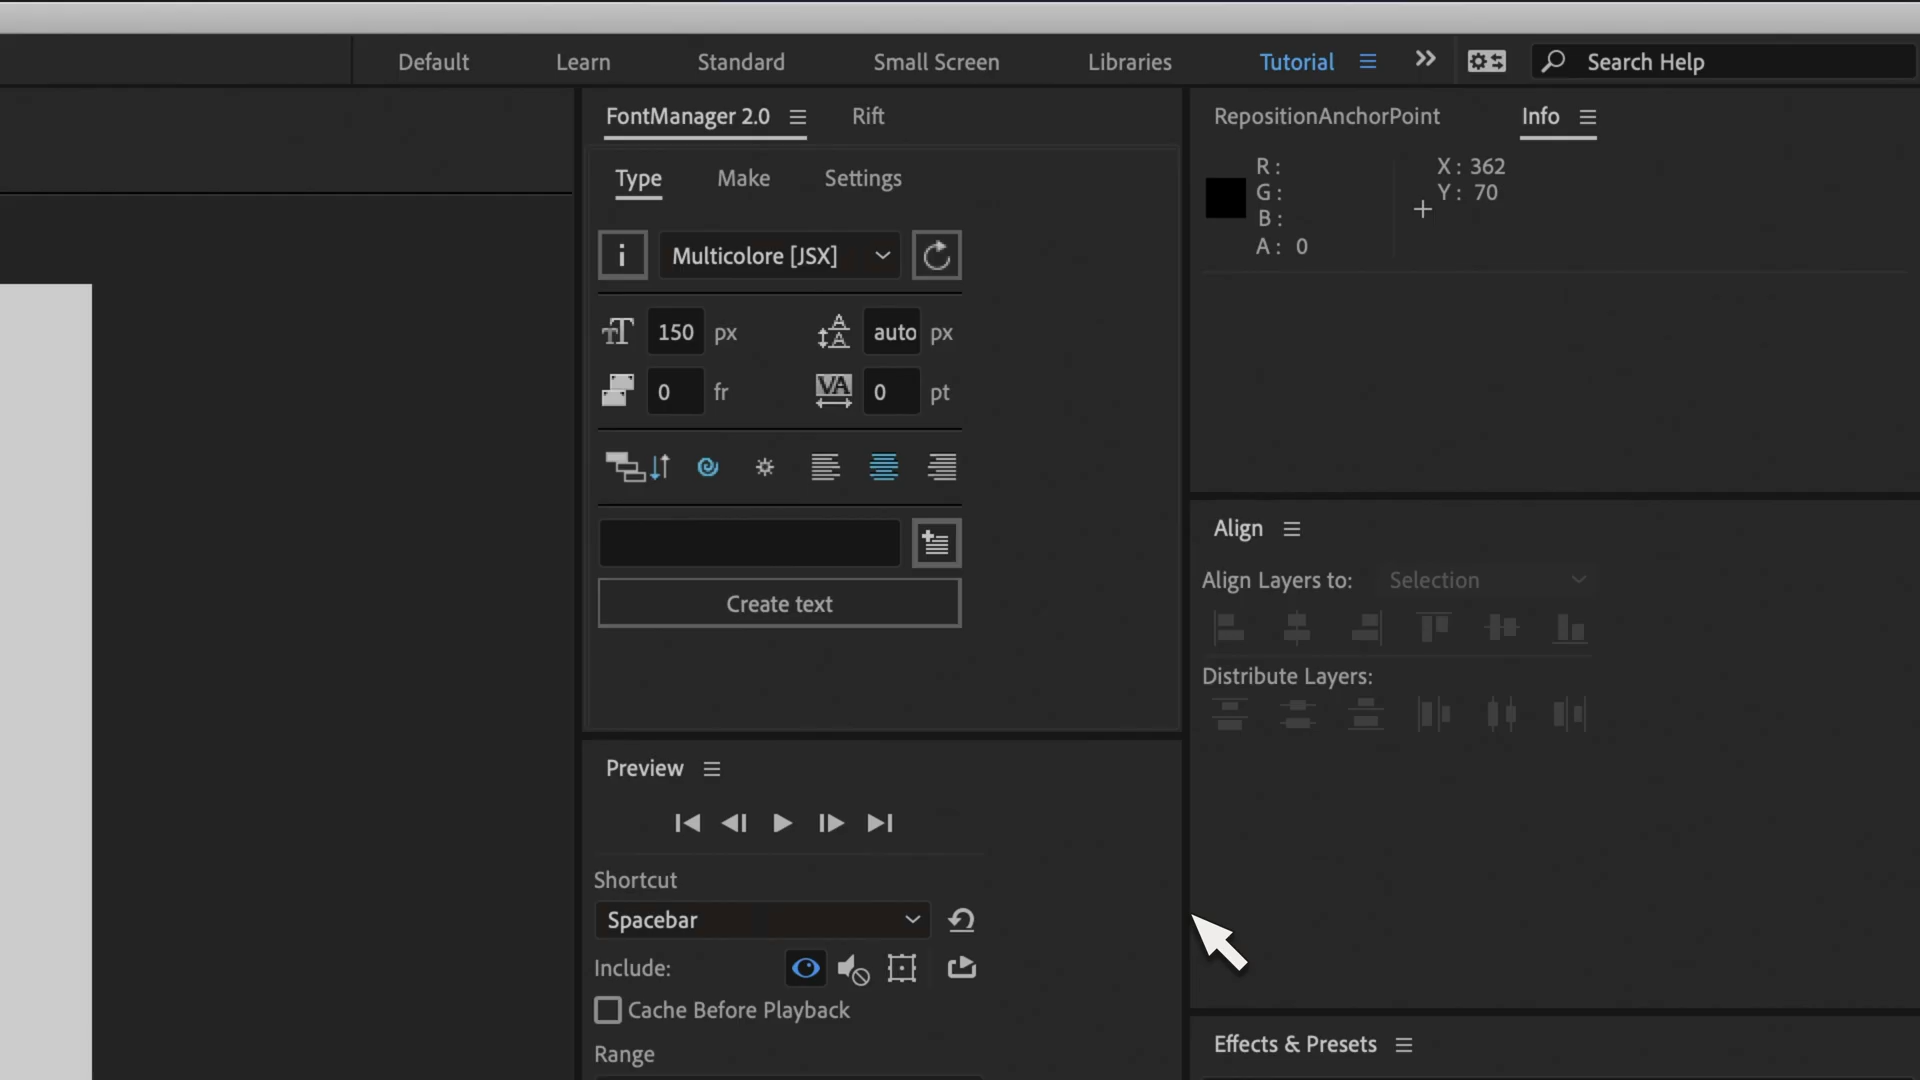 Default Learn Standard Small Screen Libraries Tutorial Search Help
FontManager 2.0 Rift
Type Make Settings
i Multicolore [JSX]
TT 150 px auto px
0 fr VA 0 pt
Create text
Preview
Shortcut
Spacebar
Include:
Cache Before Playback
Range
RepositionAnchorPoint Info
R :
G :
B :
A : 0
X : 362
Y : 70
Align
Align Layers to: Selection
Distribute Layers:
Effects & Presets